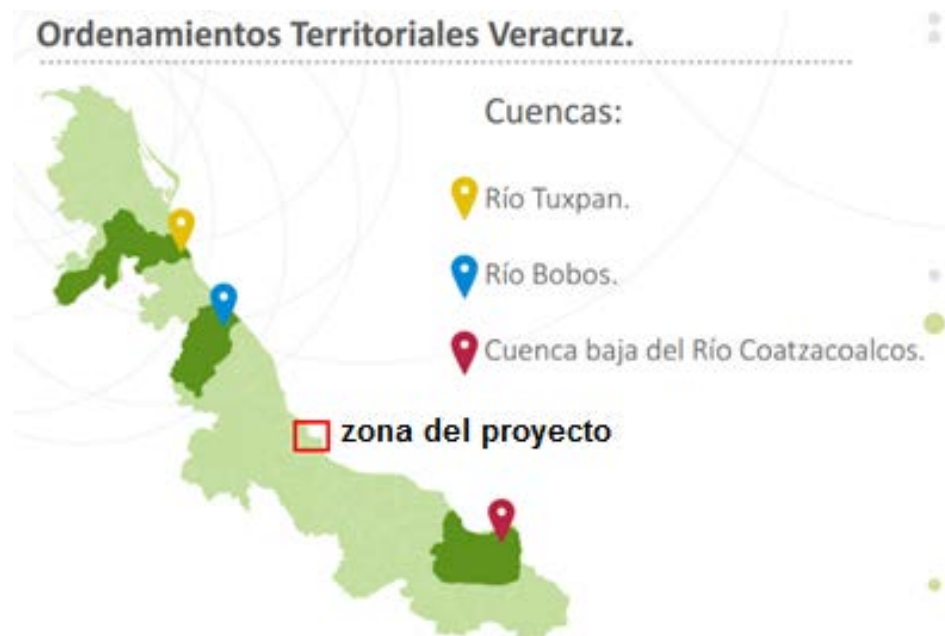 Ordenamientos Territoriales Veracruz.
Cuencas:
Río Tuxpan.
Río Bobos.
Cuenca baja del Río Coatzacoalcos.
zona del proyecto